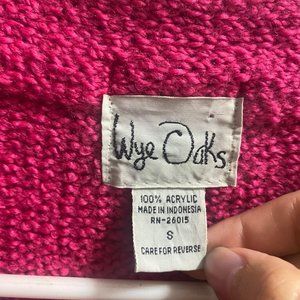 Wye Oaks
100% ACRYLIC
MADE IN INDONESIA
RN-26015
S
CARE FOR REVERSE